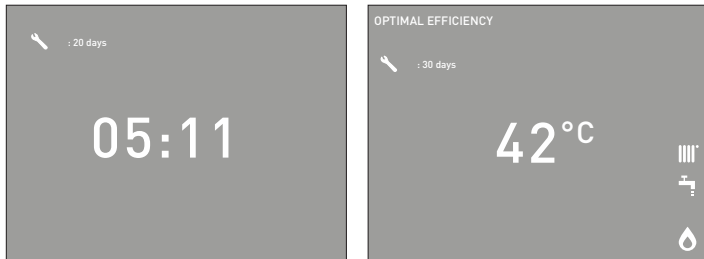 : 20 days
05:11
OPTIMAL EFFICIENCY
: 30 days
42°C